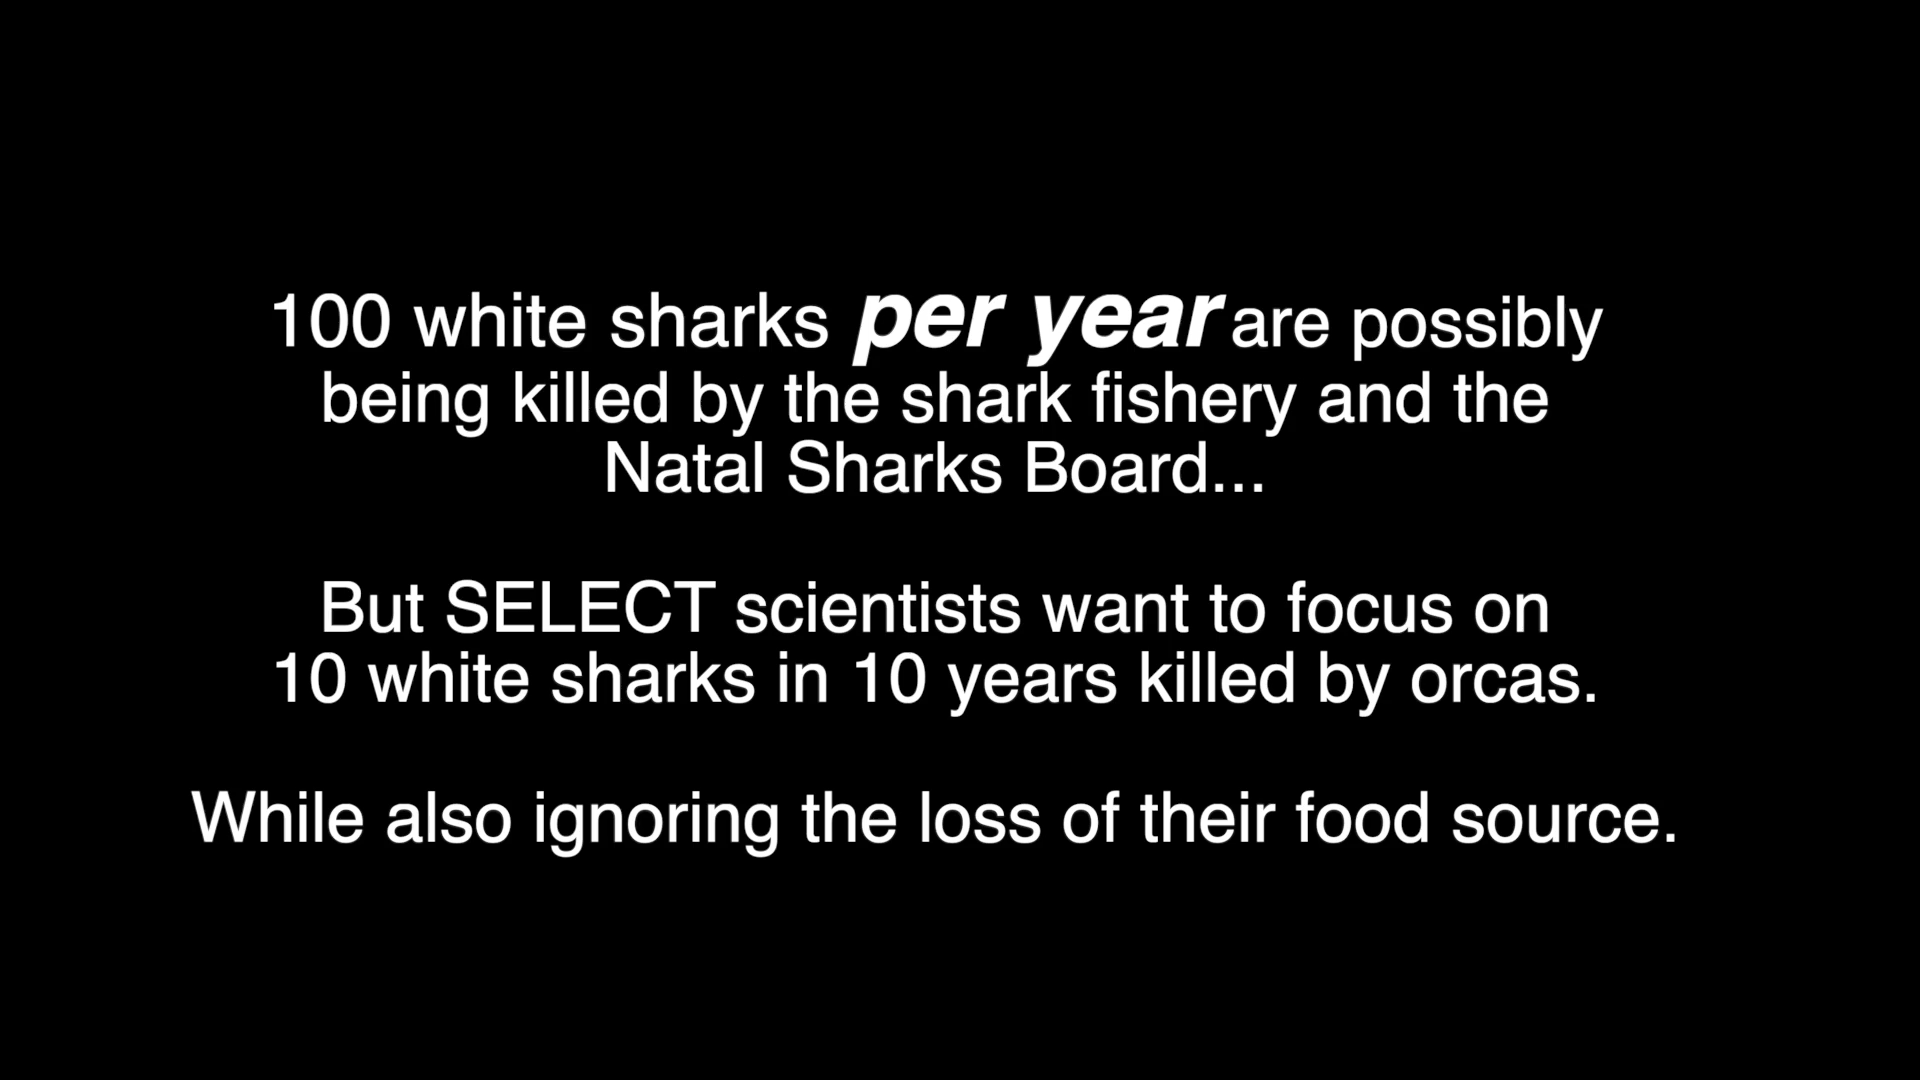 100 white sharks per year are possibly
being killed by the shark fishery and the
Natal Sharks Board...
But SELECT scientists want to focus on
10 white sharks in 10 years killed by orcas.
While also ignoring the loss of their food source.